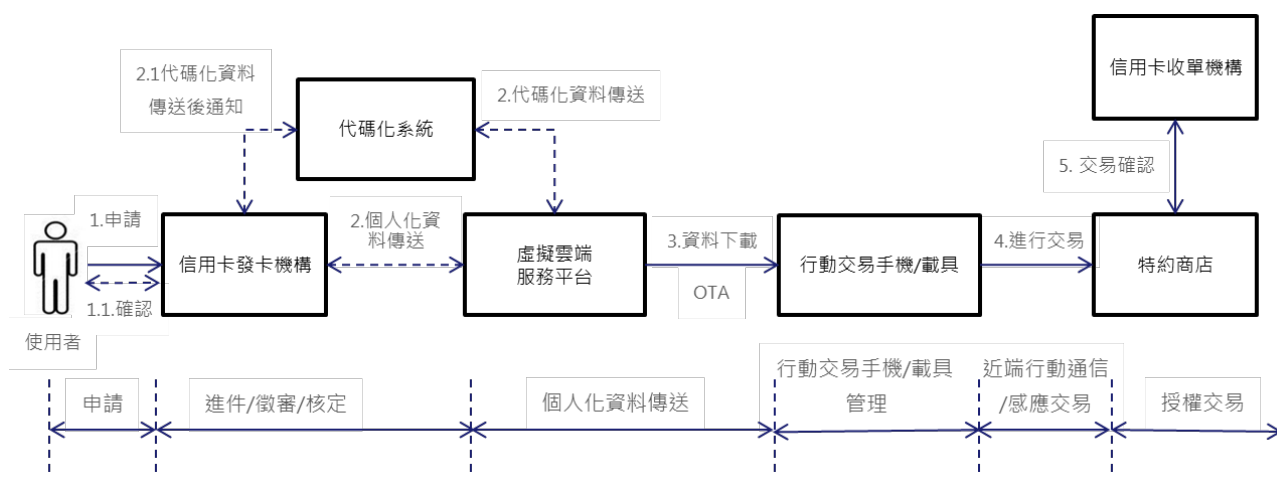 信用卡收單機構
2.1代碼化資料
傳送後通知
代碼化系統
2.代碼化資料傳送
5. 交易確認
1.申請
信用卡發卡機構
2.個人化資
料傳送
虛擬雲端
服務平台
3.資料下載
OTA
行動交易手機/載具
4.進行交易
特約商店
1.1.確認
使用者
申請
進件/徵審/核定
個人化資料傳送
行動交易手機/載具
管理
近端行動通信
/感應交易
授權交易